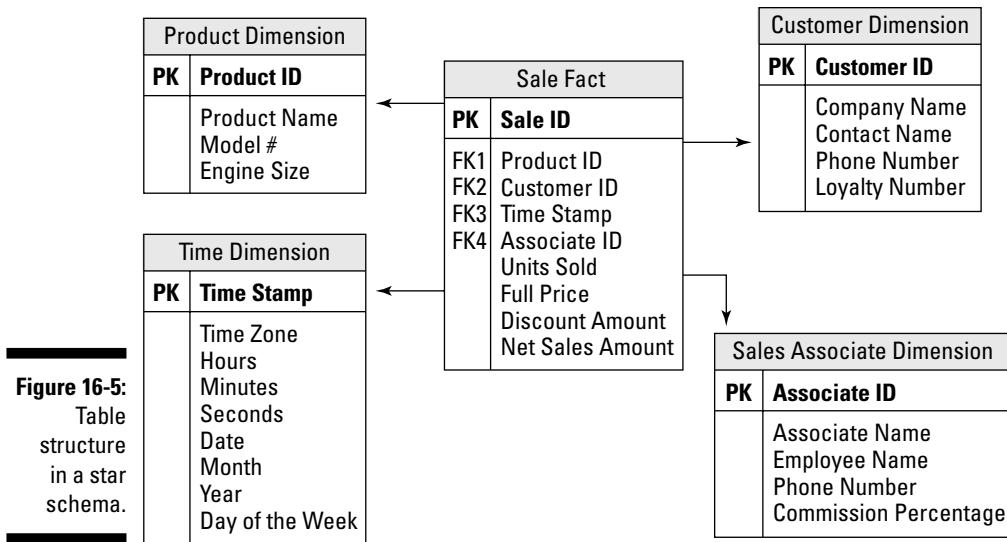 Product Dimension
PK Product ID
Product Name
Model #
Engine Size
Time Dimension
PK Time Stamp
Time Zone
Hours
Minutes
Seconds
Date
Month
Year
Day of the Week
Sale Fact
PK Sale ID
FK1 Product ID
FK2 Customer ID
FK3 Time Stamp
FK4 Associate ID
Units Sold
Full Price
Discount Amount
Net Sales Amount
Customer Dimension
PK Customer ID
Company Name
Contact Name
Phone Number
Loyalty Number
Sales Associate Dimension
PK Associate ID
Associate Name
Employee Name
Phone Number
Commission Percentage
Figure 16-5:
Table
structure
in a star
schema.